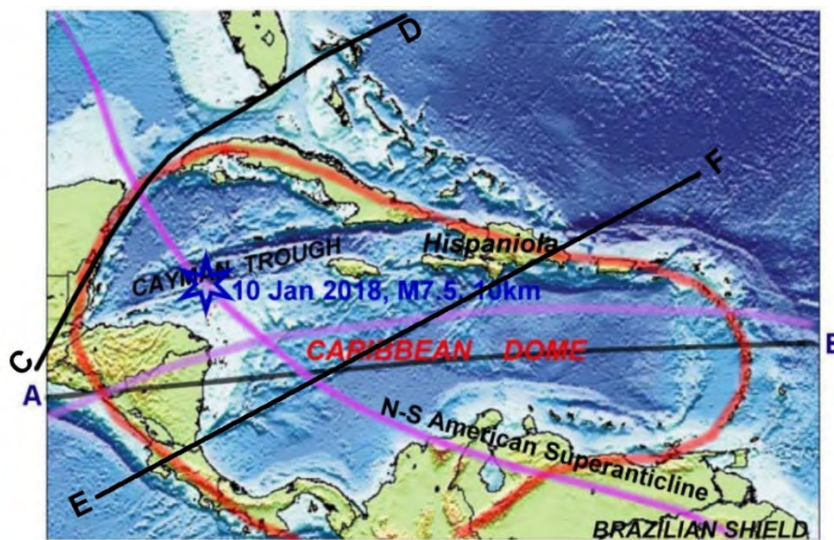 D
F
Hispaniola
CAYMAN TROUGH
10 Jan 2018, M7.5, 10km
C
CARIBBEAN DOME
B
A
N-S American Superanticline
E
BRAZILIAN SHIELD